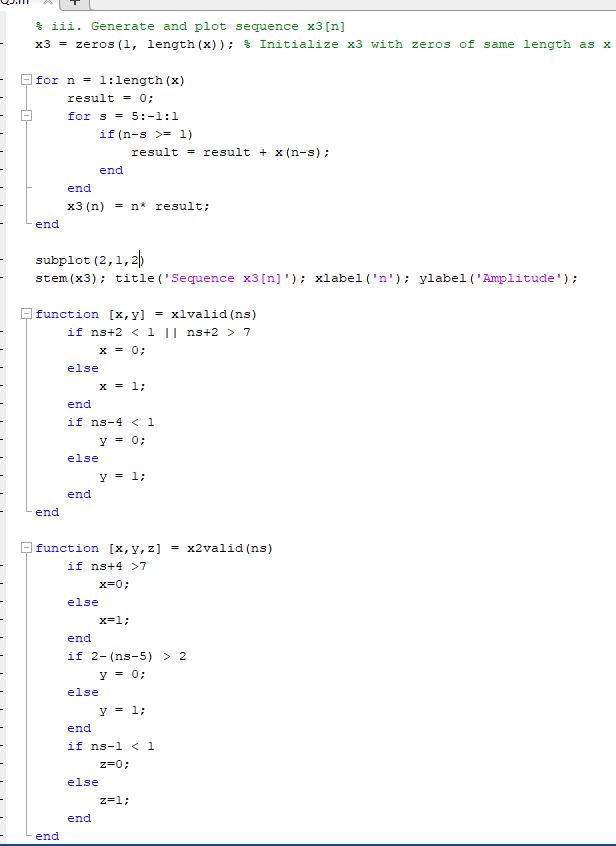 % iii. Generate and plot sequence x3[n]
x3 = zeros(1, length(x)); % Initialize x3 with zeros of same length as x
for n = 1:length(x)
result = 0;
for s = 5:-1:1
if(n-s >= 1)
result = result + x(n-s);
end
end
x3(n) = n* result;
end
subplot(2,1,2)
stem(x3); title('Sequence x3[n]'); xlabel('n'); ylabel('Amplitude');
function [x,y] = x1valid(ns)
if ns+2 < 1 || ns+2 > 7
x = 0;
else
x = 1;
end
if ns-4 < 1
y = 0;
else
y = 1;
end
end
function [x,y,z] = x2valid(ns)
if ns+4 >7
x=0;
else
x=1;
end
if 2-(ns-5) > 2
y = 0;
else
y = 1;
end
if ns-1 < 1
z=0;
else
z=1;
end
end